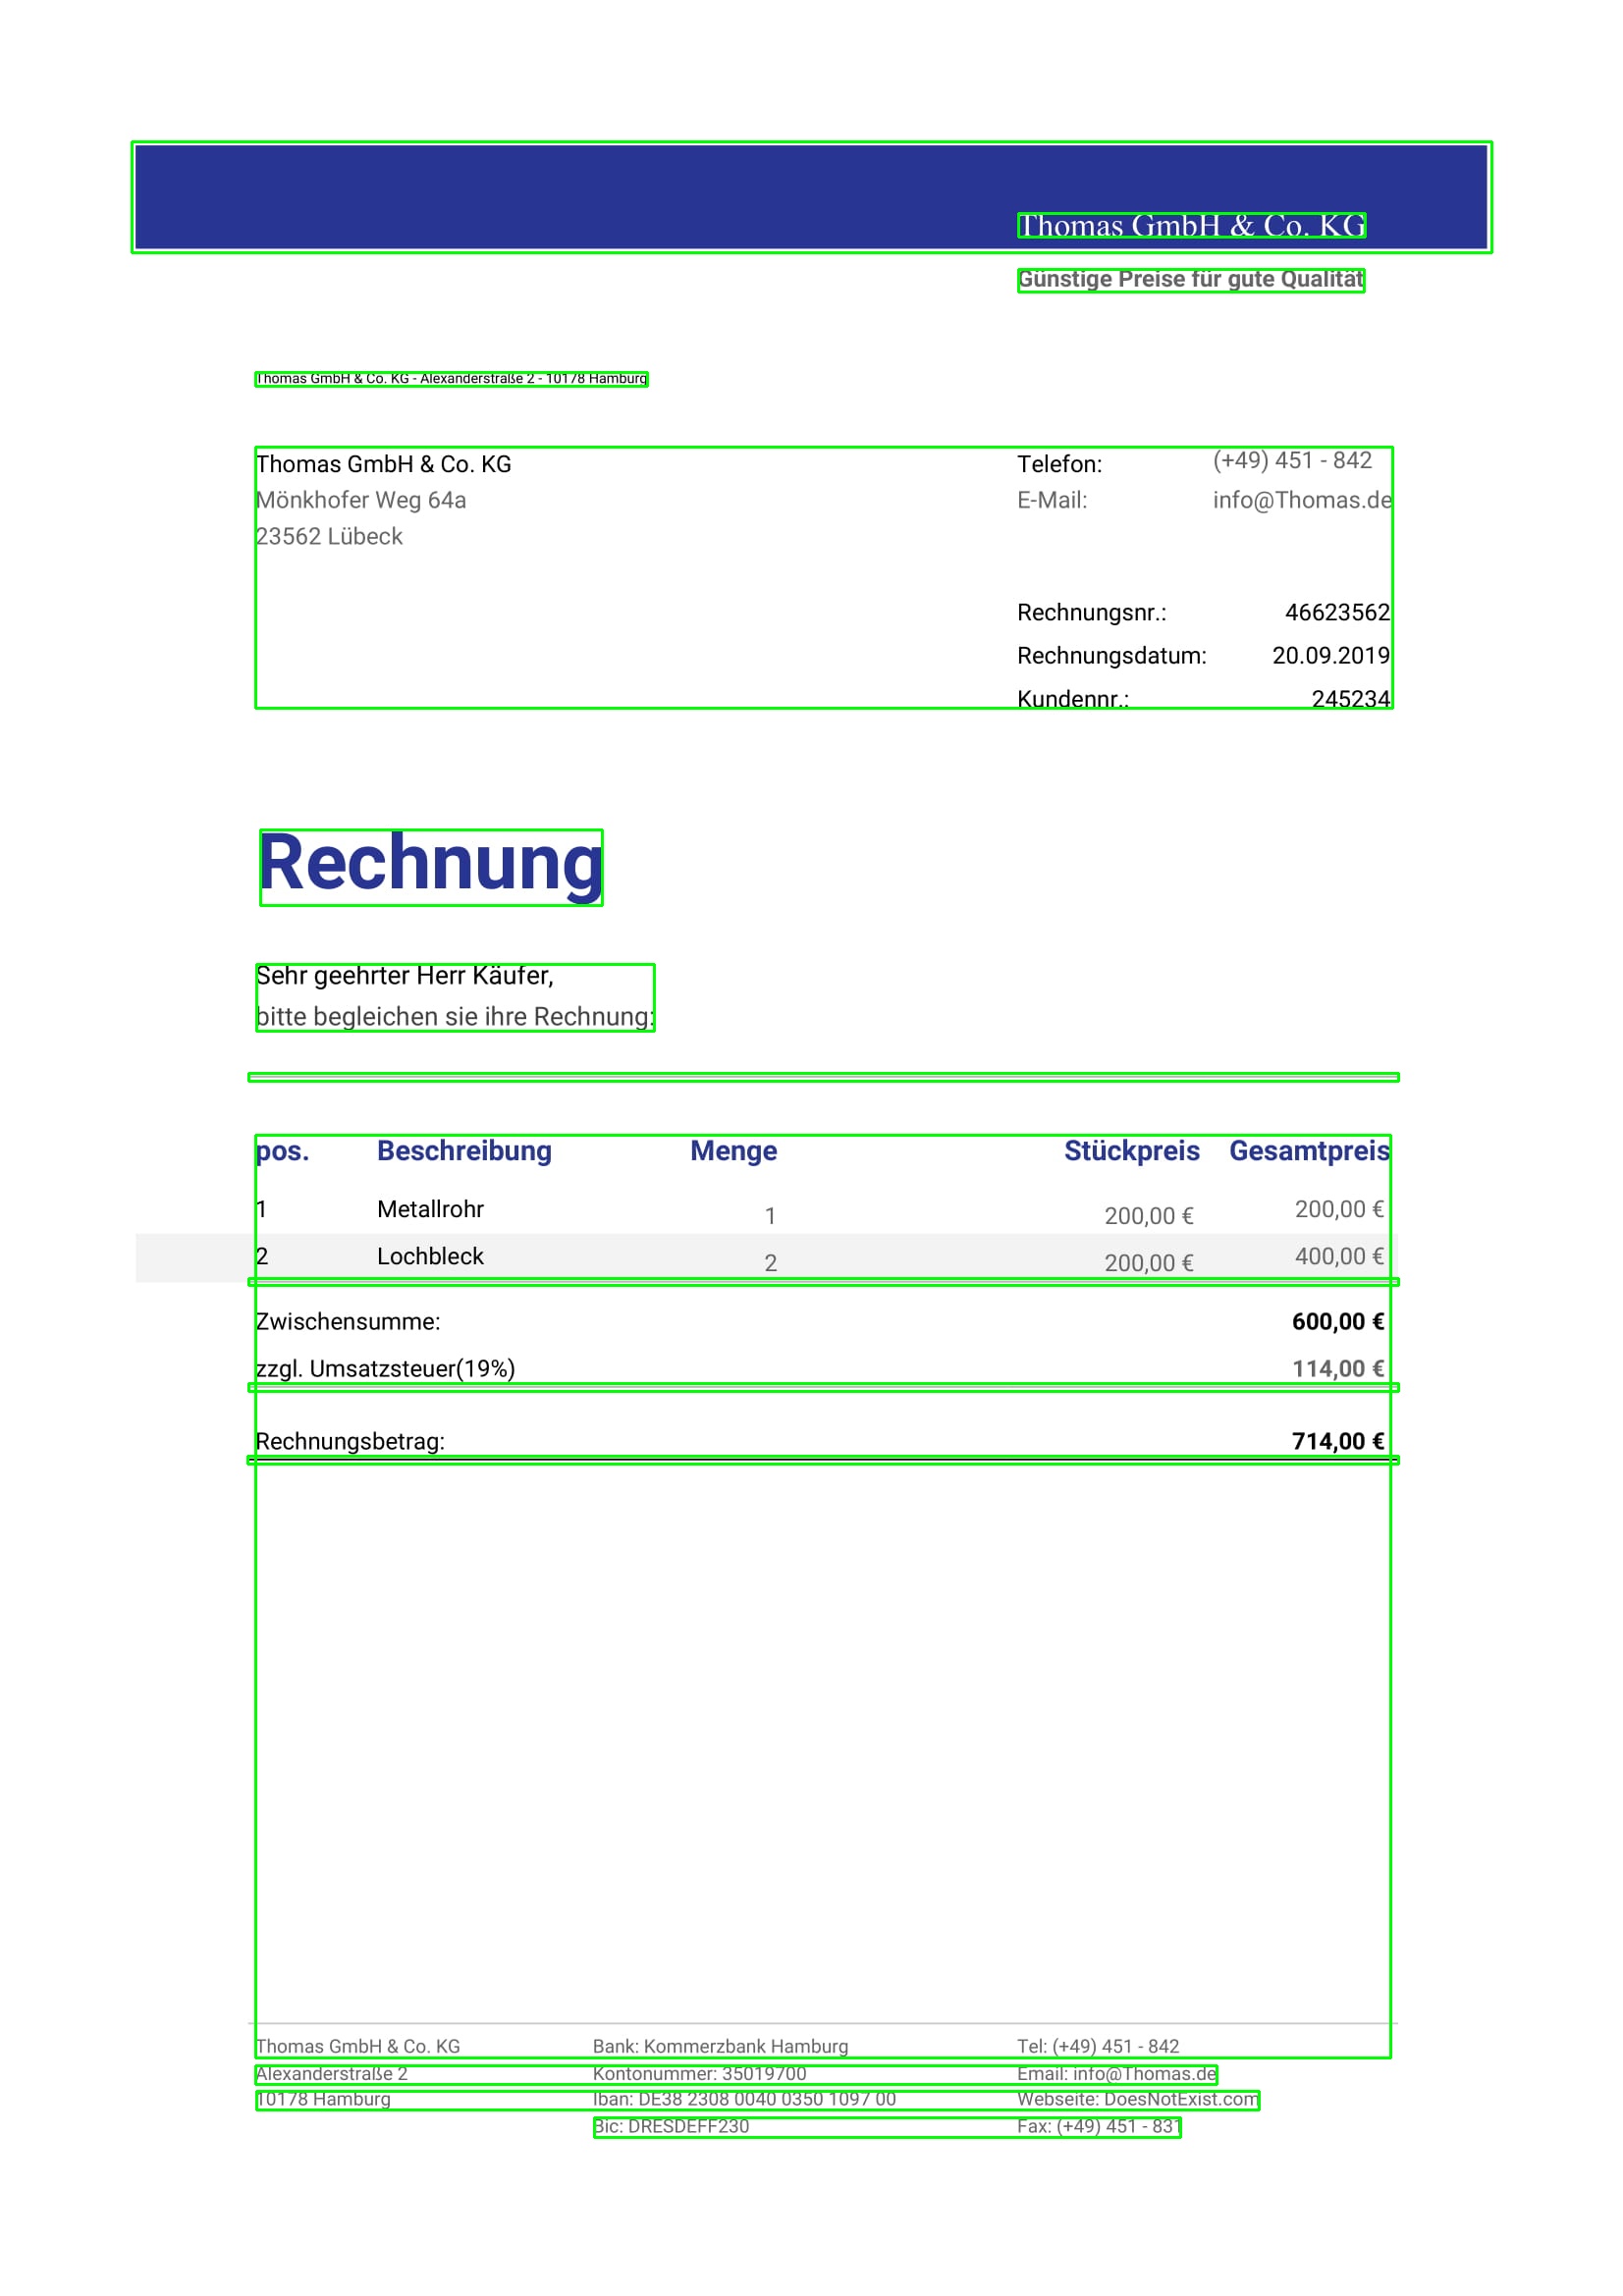 Thomas GmbH & Co. KG
Günstige Preise für gute Qualität
Thomas GmbH & Co. KG - Alexanderstraße 2 - 10178 Hamburg
Thomas GmbH & Co. KG Telefon: (+49) 451 - 842
Mönkhofer Weg 64a E-Mail: info@Thomas.de
23562 Lübeck
Rechnungsnr.: 46623562
Rechnungsdatum: 20.09.2019
Kundennr.: 245234
Rechnung
Sehr geehrter Herr Käufer,
bitte begleichen sie ihre Rechnung:
pos. Beschreibung Menge Stückpreis Gesamtpreis
1 Metallrohr 1 200,00 € 200,00 €
2 Lochbleck 2 200,00 € 400,00 €
Zwischensumme: 600,00 €
zzgl. Umsatzsteuer(19%) 114,00 €
Rechnungsbetrag: 714,00 €
Thomas GmbH & Co. KG Bank: Kommerzbank Hamburg Tel: (+49) 451 - 842
Alexanderstraße 2 Kontonummer: 35019700 Email: info@Thomas.de
10178 Hamburg Iban: DE38 2308 0040 0350 1097 00 Webseite: DoesNotExist.com
Bic: DRESDEFF230 Fax: (+49) 451 - 831